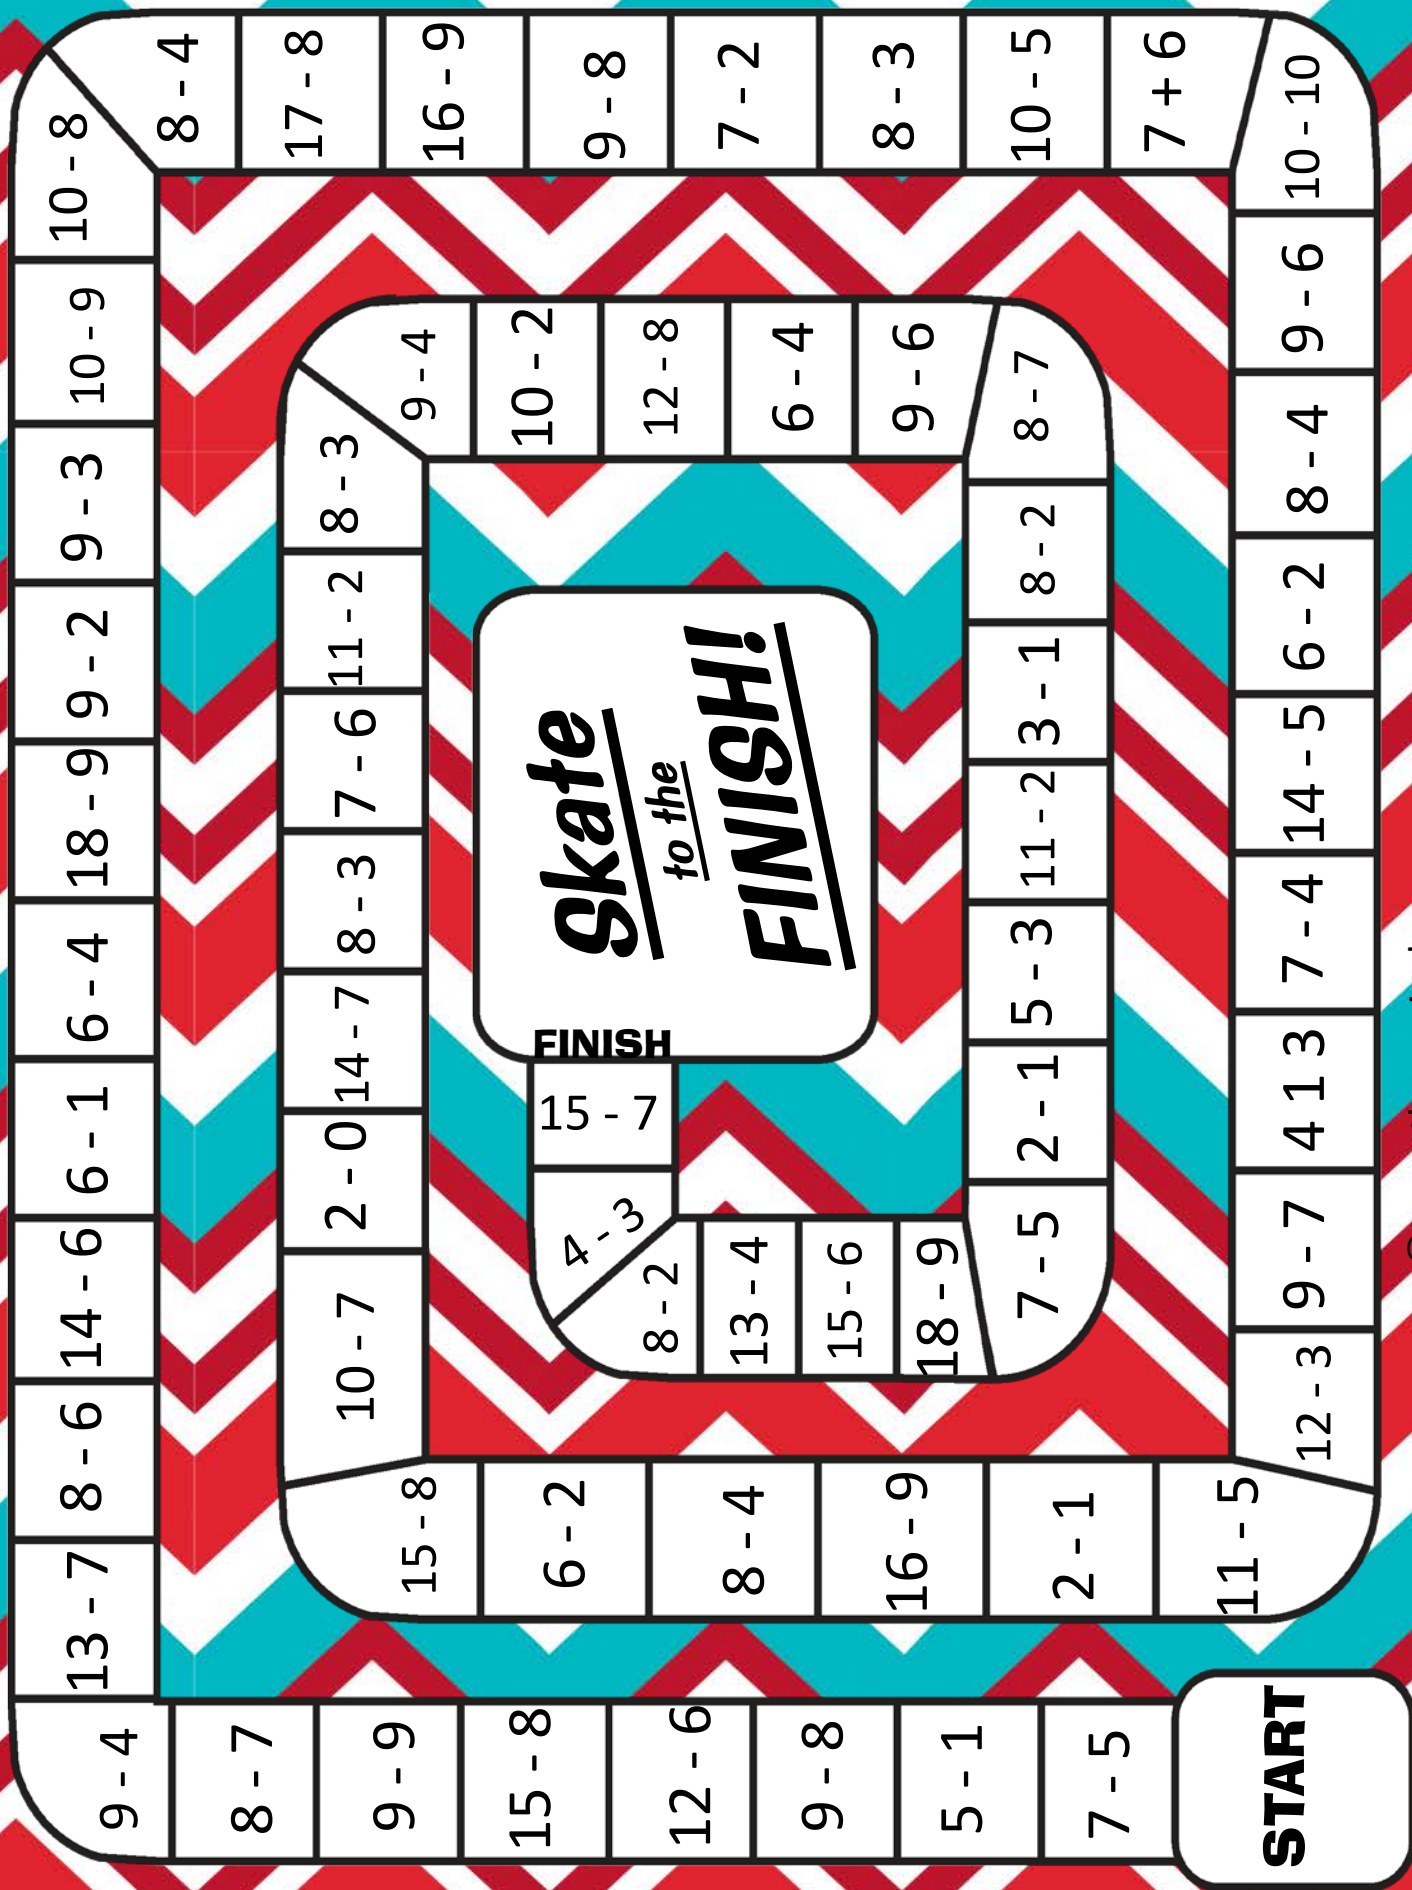 START
7 - 5
5 - 1
9 - 8
12 - 6
15 - 8
9 - 9
8 - 7
9 - 4
13 - 7
8 - 6
14 - 6
6 - 1
6 - 4
18 - 9
9 - 2
9 - 3
10 - 9
10 - 8
8 - 4
17 - 8
16 - 9
9 - 8
7 - 2
8 - 3
10 - 5
7 + 6
10 - 10
9 - 6
8 - 4
6 - 2
14 - 5
7 - 4
4 1 3
9 - 7
12 - 3
11 - 5
2 - 1
16 - 9
8 - 4
6 - 2
15 - 8
10 - 7
2 - 0
14 - 7
8 - 3
7 - 6
11 - 2
8 - 3
9 - 4
10 - 2
12 - 8
6 - 4
9 - 6
8 - 7
8 - 2
3 - 1
11 - 2
5 - 3
2 - 1
7 - 5
18 - 9
15 - 6
13 - 4
8 - 2
4 - 3
15 - 7
FINISH
Skate
to the
FINISH!